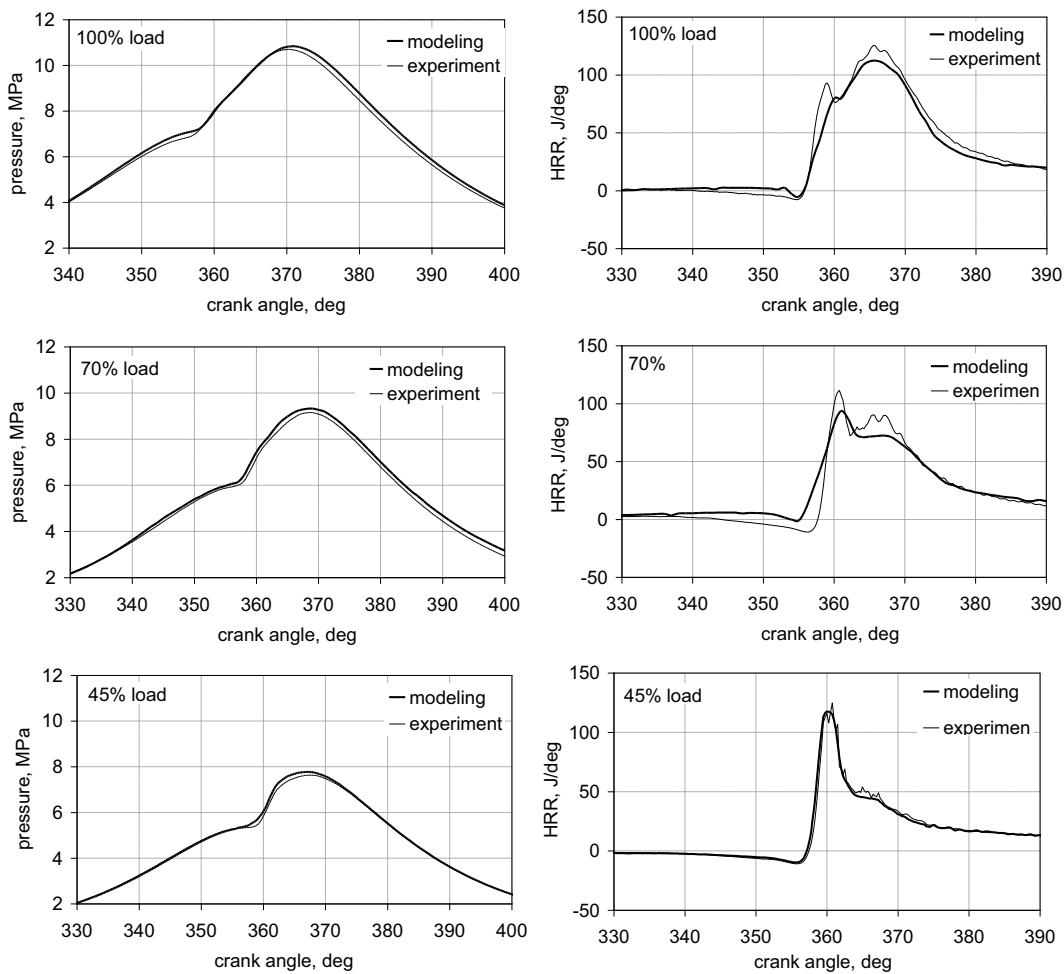 12
10
8
6
4
2
340 350 360 370 380 390 400
pressure, MPa
crank angle, deg
100% load
modeling
experiment
150
100
50
0
-50
330 340 350 360 370 380 390
HRR, J/deg
crank angle, deg
100% load
modeling
experiment
12
10
8
6
4
2
330 340 350 360 370 380 390 400
pressure, MPa
crank angle, deg
70% load
modeling
experiment
150
100
50
0
-50
330 340 350 360 370 380 390
HRR, J/deg
crank angle, deg
70%
modeling
experimen
12
10
8
6
4
2
330 340 350 360 370 380 390 400
pressure, MPa
crank angle, deg
45% load
modeling
experiment
150
100
50
0
-50
330 340 350 360 370 380 390
HRR, J/deg
crank angle, deg
45% load
modeling
experimen